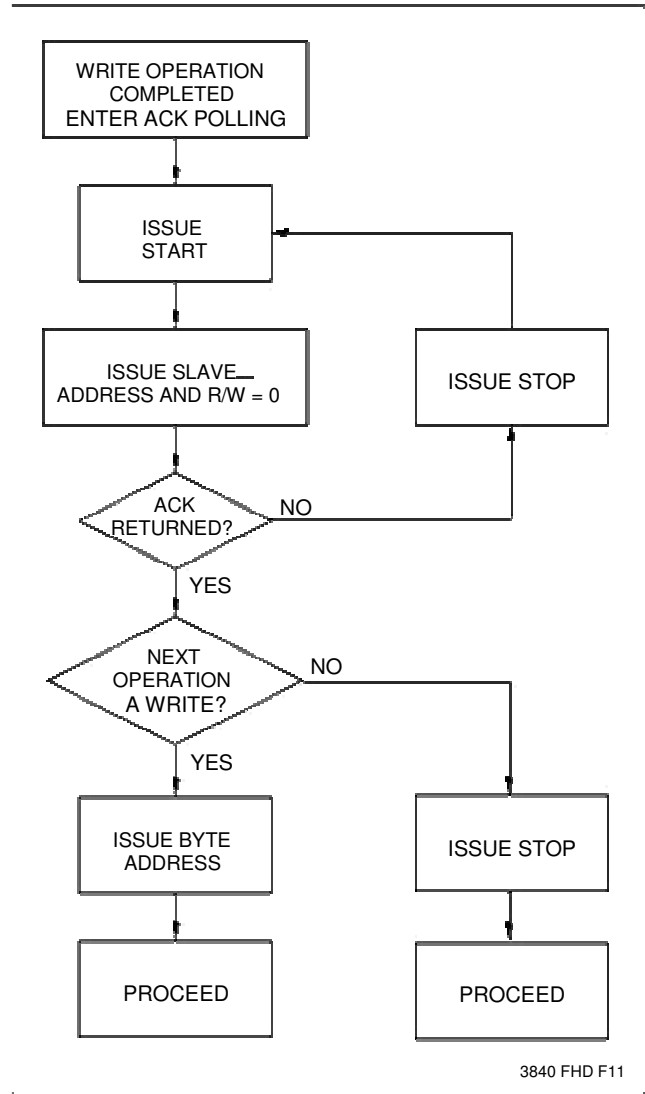 WRITE OPERATION
COMPLETED
ENTER ACK POLLING
ISSUE
START
ISSUE SLAVE
ADDRESS AND R/W = 0
ISSUE STOP
ACK
RETURNED?
NO
YES
NEXT
OPERATION
A WRITE?
NO
YES
ISSUE BYTE
ADDRESS
ISSUE STOP
PROCEED
PROCEED
3840 FHD F11